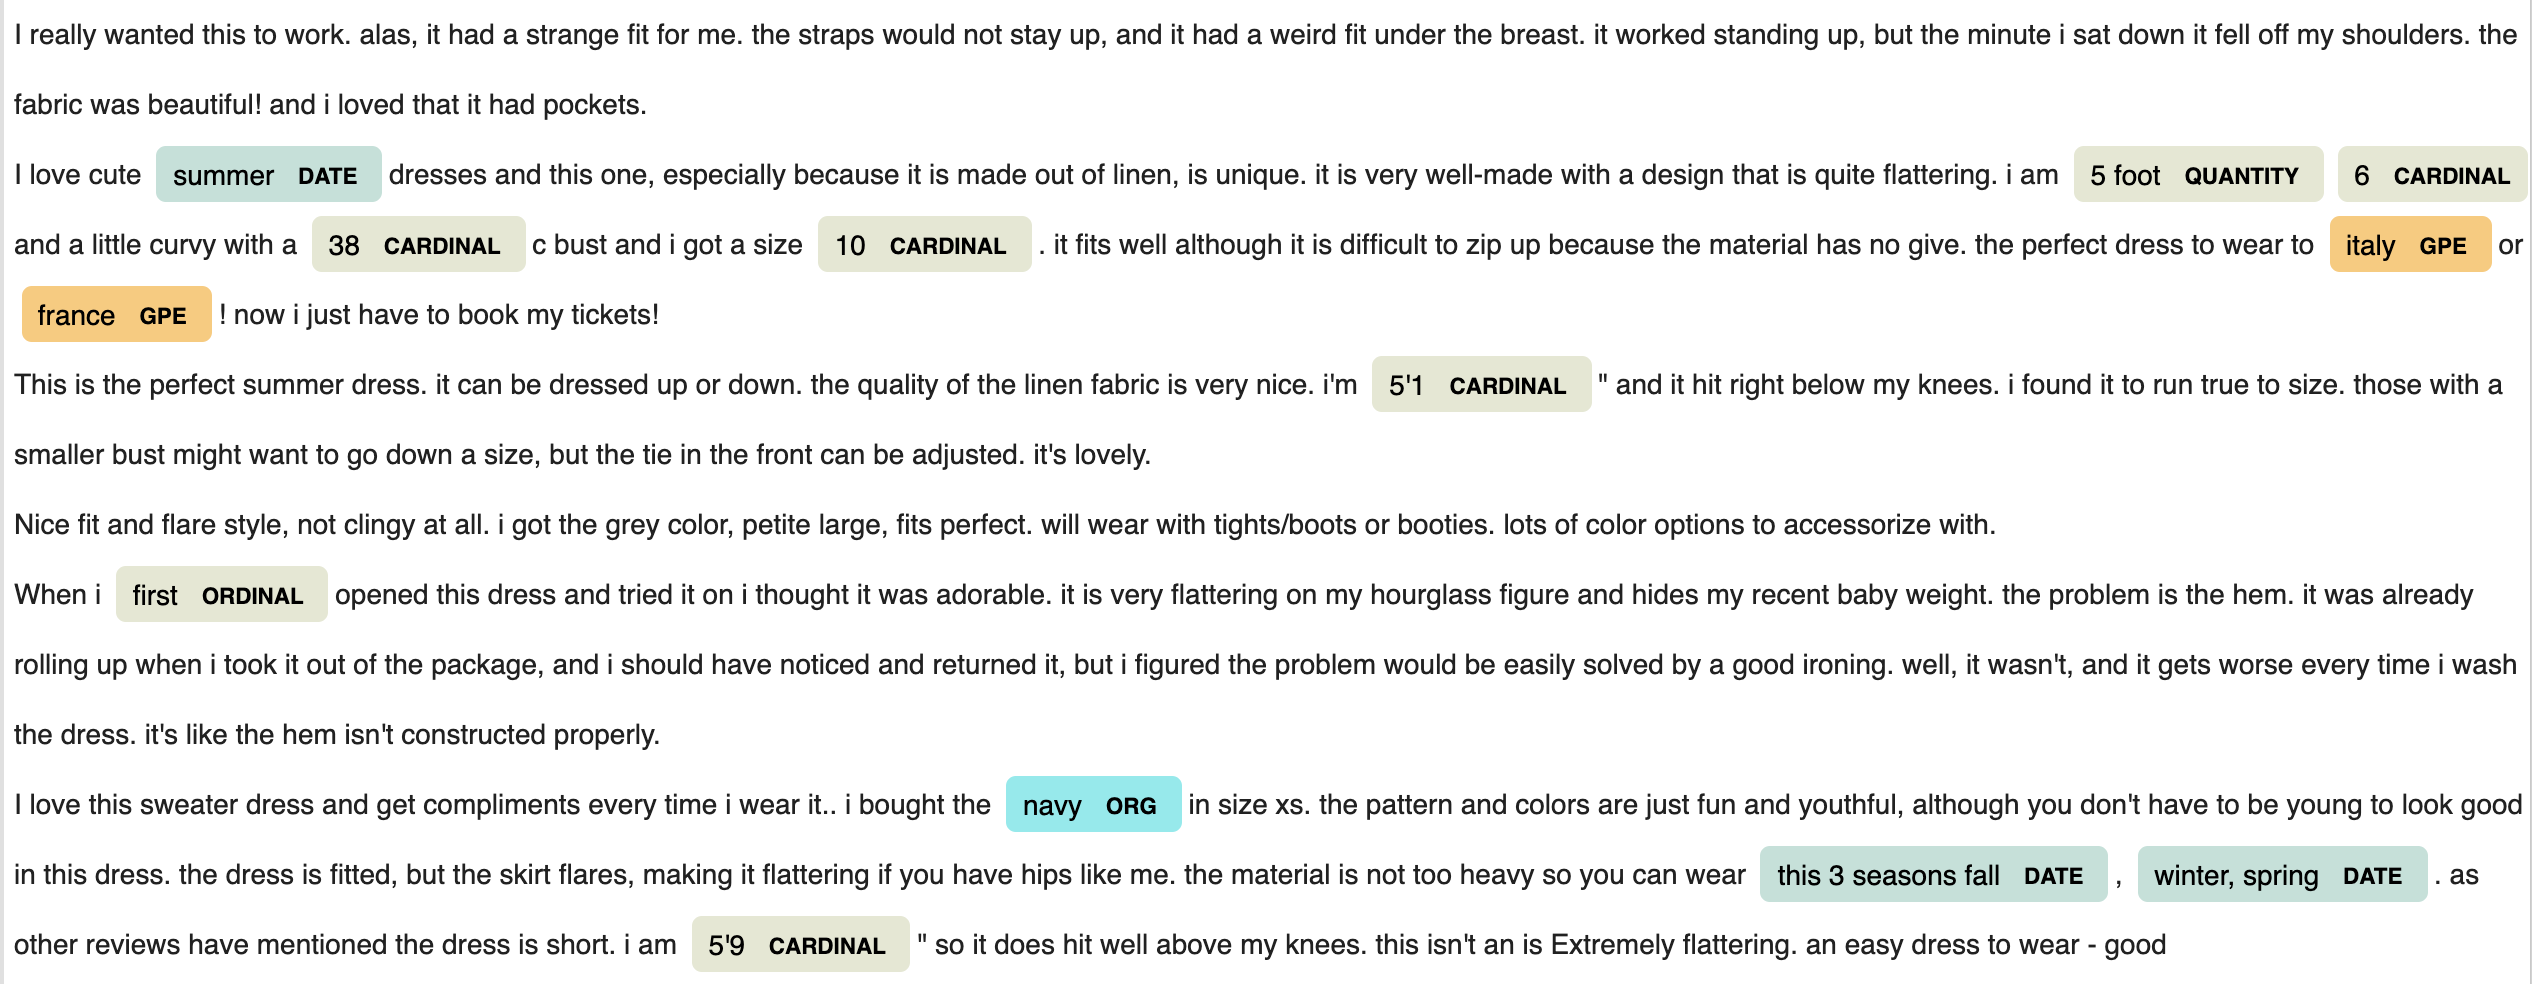 I really wanted this to work. alas, it had a strange fit for me. the straps would not stay up, and it had a weird fit under the breast. it worked standing up, but the minute i sat down it fell off my shoulders. the
fabric was beautiful! and i loved that it had pockets.
I love cute summer DATE dresses and this one, especially because it is made out of linen, is unique. it is very well-made with a design that is quite flattering. i am 5 foot QUANTITY 6 CARDINAL
and a little curvy with a 38 CARDINAL c bust and i got a size 10 CARDINAL . it fits well although it is difficult to zip up because the material has no give. the perfect dress to wear to italy GPE or
france GPE ! now i just have to book my tickets!
This is the perfect summer dress. it can be dressed up or down. the quality of the linen fabric is very nice. i'm 5'1 CARDINAL " and it hit right below my knees. i found it to run true to size. those with a
smaller bust might want to go down a size, but the tie in the front can be adjusted. it's lovely.
Nice fit and flare style, not clingy at all. i got the grey color, petite large, fits perfect. will wear with tights/boots or booties. lots of color options to accessorize with.
When i first ORDINAL opened this dress and tried it on i thought it was adorable. it is very flattering on my hourglass figure and hides my recent baby weight. the problem is the hem. it was already
rolling up when i took it out of the package, and i should have noticed and returned it, but i figured the problem would be easily solved by a good ironing. well, it wasn't, and it gets worse every time i wash
the dress. it's like the hem isn't constructed properly.
I love this sweater dress and get compliments every time i wear it.. i bought the navy ORG in size xs. the pattern and colors are just fun and youthful, although you don't have to be young to look good
in this dress. the dress is fitted, but the skirt flares, making it flattering if you have hips like me. the material is not too heavy so you can wear this 3 seasons fall DATE , winter, spring DATE . as
other reviews have mentioned the dress is short. i am 5'9 CARDINAL " so it does hit well above my knees. this isn't an is Extremely flattering. an easy dress to wear - good